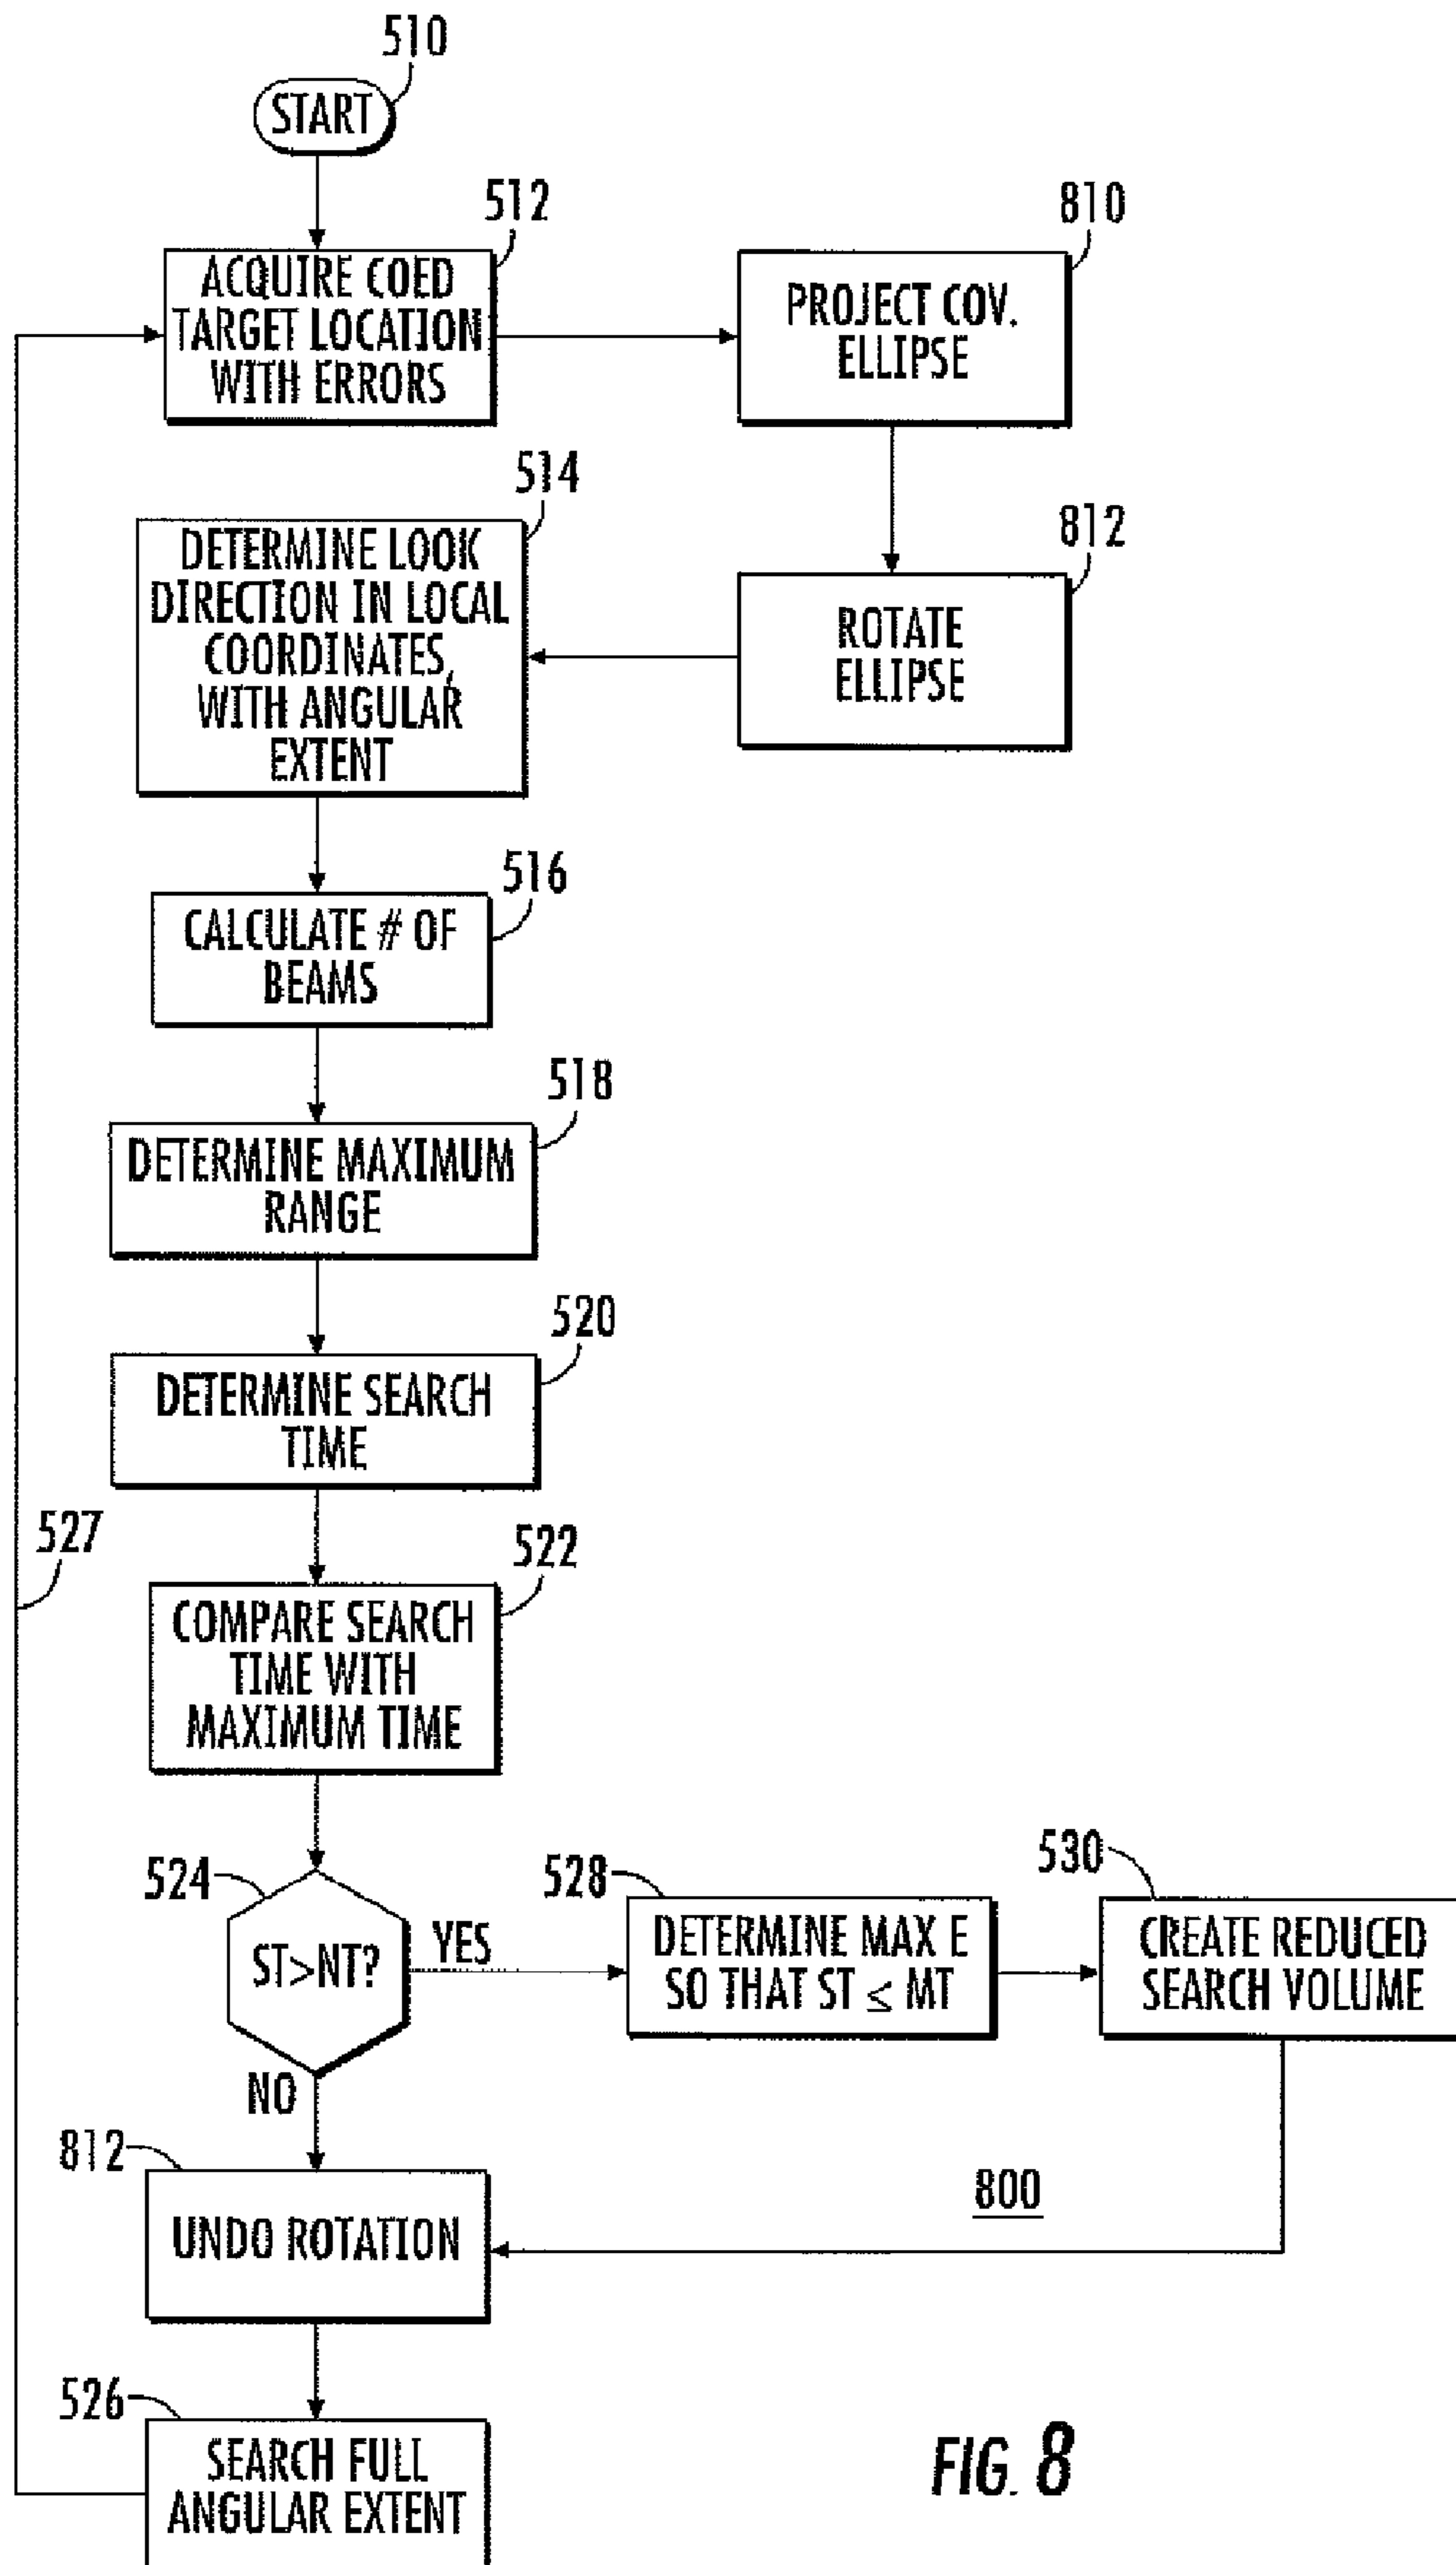 510
START
512
ACQUIRE COED
TARGET LOCATION
WITH ERRORS
810
PROJECT COV.
ELLIPSE
812
ROTATE
ELLIPSE
514
DETERMINE LOOK
DIRECTION IN LOCAL
COORDINATES,
WITH ANGULAR
EXTENT
516
CALCULATE # OF
BEAMS
518
DETERMINE MAXIMUM
RANGE
520
DETERMINE SEARCH
TIME
527
522
COMPARE SEARCH
TIME WITH
MAXIMUM TIME
524
ST>NT?
YES
NO
528
DETERMINE MAX E
SO THAT ST ≤ MT
530
CREATE REDUCED
SEARCH VOLUME
812
UNDO ROTATION
800
526
SEARCH FULL
ANGULAR EXTENT
FIG. 8